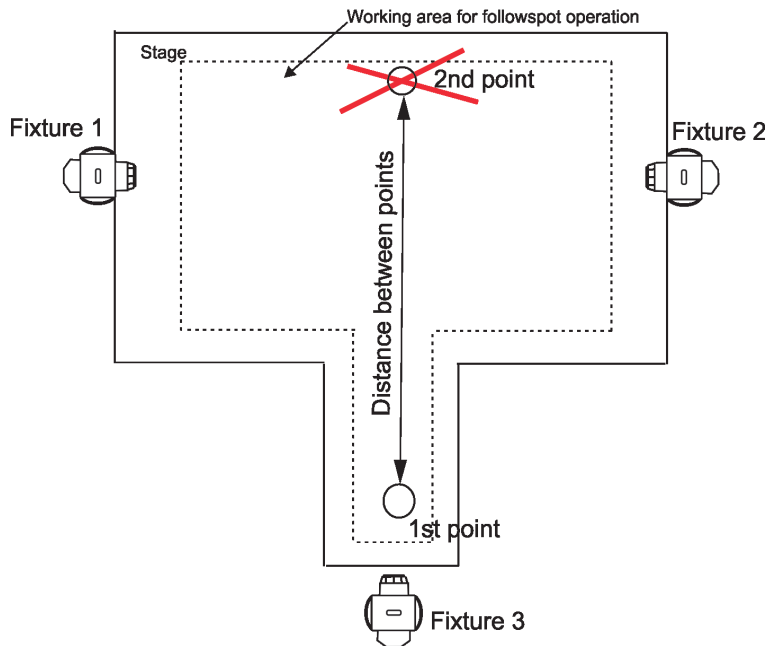 Working area for followspot operation
Stage
2nd point
Fixture 1
Fixture 2
Distance between points
1st point
Fixture 3